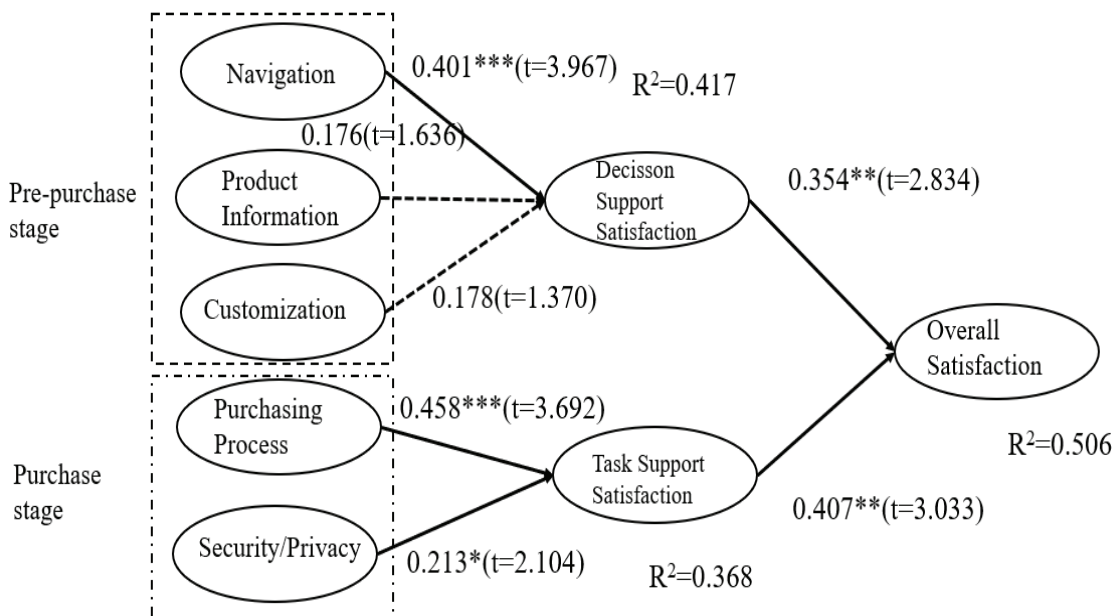 Navigation
0.401***(t=3.967)
R²=0.417
0.176(t=1.636)
Pre-purchase
stage
Product
Information
Decisson
Support
Satisfaction
0.354**(t=2.834)
Customization
0.178(t=1.370)
Overall
Satisfaction
R²=0.506
Purchase
stage
Purchasing
Process
0.458***(t=3.692)
Task Support
Satisfaction
0.407**(t=3.033)
Security/Privacy
0.213*(t=2.104)
R²=0.368